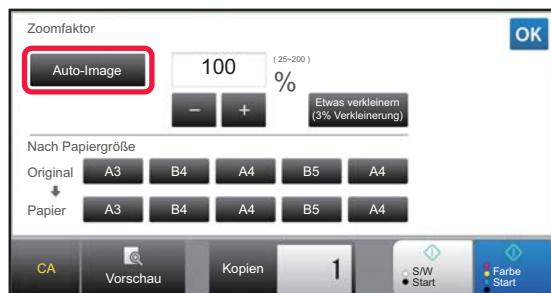 Zoomfaktor
OK
Auto-Image
100
(25~200)
%
−
+
Etwas verkleinern
(3% Verkleinerung)
Nach Papiergröße
Original
A3
B4
A4
B5
A4
Papier
A3
B4
A4
B5
A4
CA
Vorschau
Kopien
1
S/W
Start
Farbe
Start